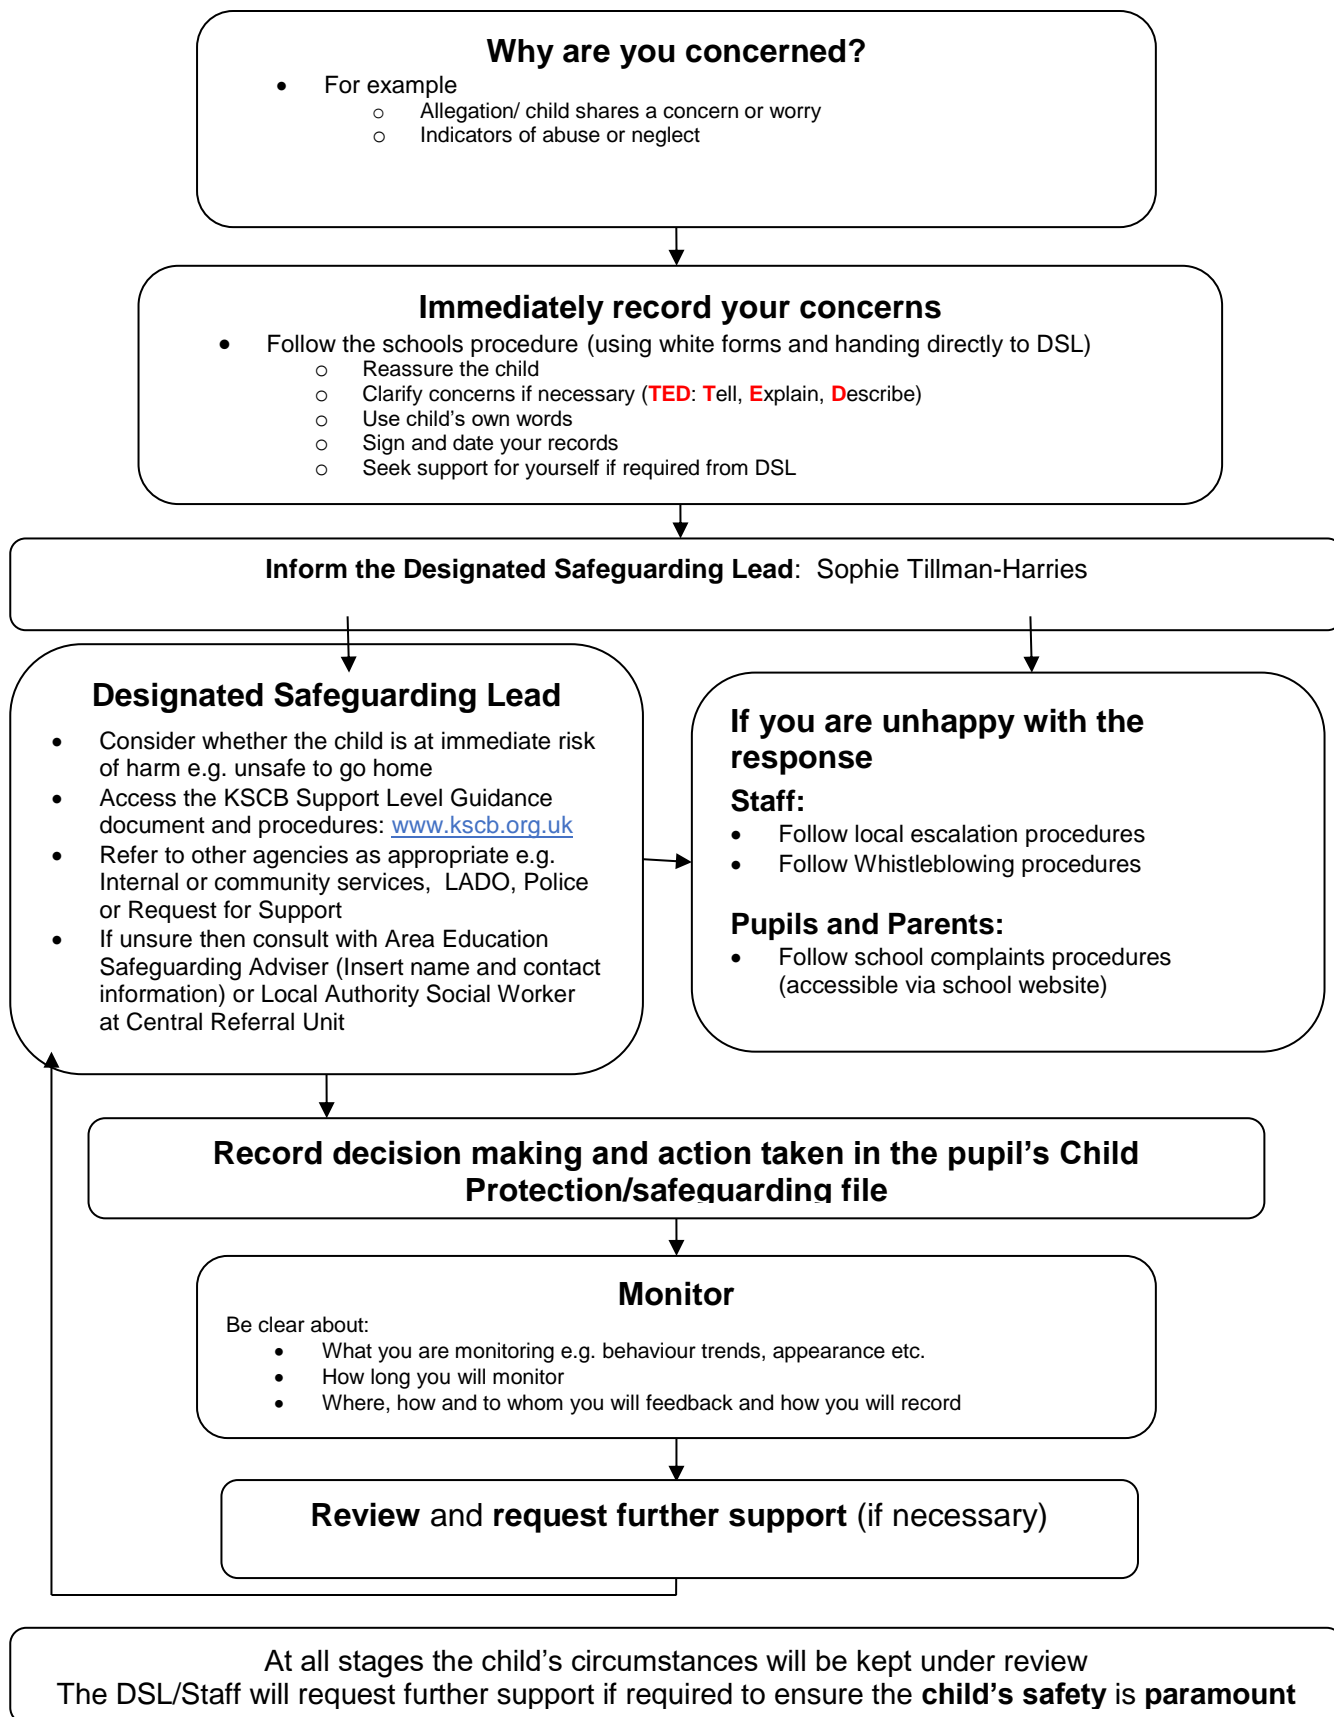 Why are you concerned?
• For example
o Allegation/ child shares a concern or worry
o Indicators of abuse or neglect
Immediately record your concerns
• Follow the schools procedure (using white forms and handing directly to DSL)
o Reassure the child
o Clarify concerns if necessary (TED: Tell, Explain, Describe)
o Use child's own words
o Sign and date your records
o Seek support for yourself if required from DSL
Inform the Designated Safeguarding Lead: Sophie Tillman-Harries
Designated Safeguarding Lead
• Consider whether the child is at immediate risk
of harm e.g. unsafe to go home
• Access the KSCB Support Level Guidance
document and procedures: www.kscb.org.uk
• Refer to other agencies as appropriate e.g.
Internal or community services, LADO, Police
or Request for Support
• If unsure then consult with Area Education
Safeguarding Adviser (Insert name and contact
information) or Local Authority Social Worker
at Central Referral Unit
If you are unhappy with the
response
Staff:
• Follow local escalation procedures
• Follow Whistleblowing procedures
Pupils and Parents:
• Follow school complaints procedures
(accessible via school website)
Record decision making and action taken in the pupil's Child
Protection/safeguarding file
Monitor
Be clear about:
• What you are monitoring e.g. behaviour trends, appearance etc.
• How long you will monitor
• Where, how and to whom you will feedback and how you will record
Review and request further support (if necessary)
At all stages the child's circumstances will be kept under review
The DSL/Staff will request further support if required to ensure the child's safety is paramount